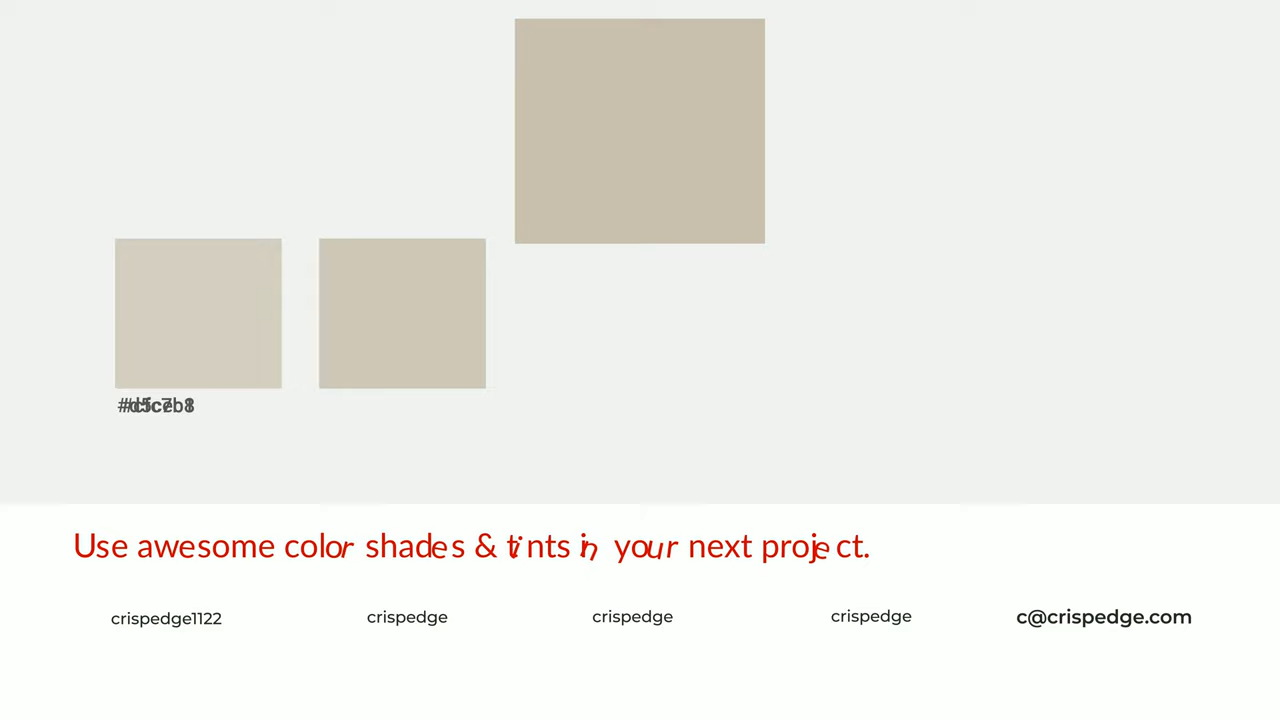 Use awesome color shades & tints in your next project.
crispedge1122 crispedge crispedge crispedge c@crispedge.com